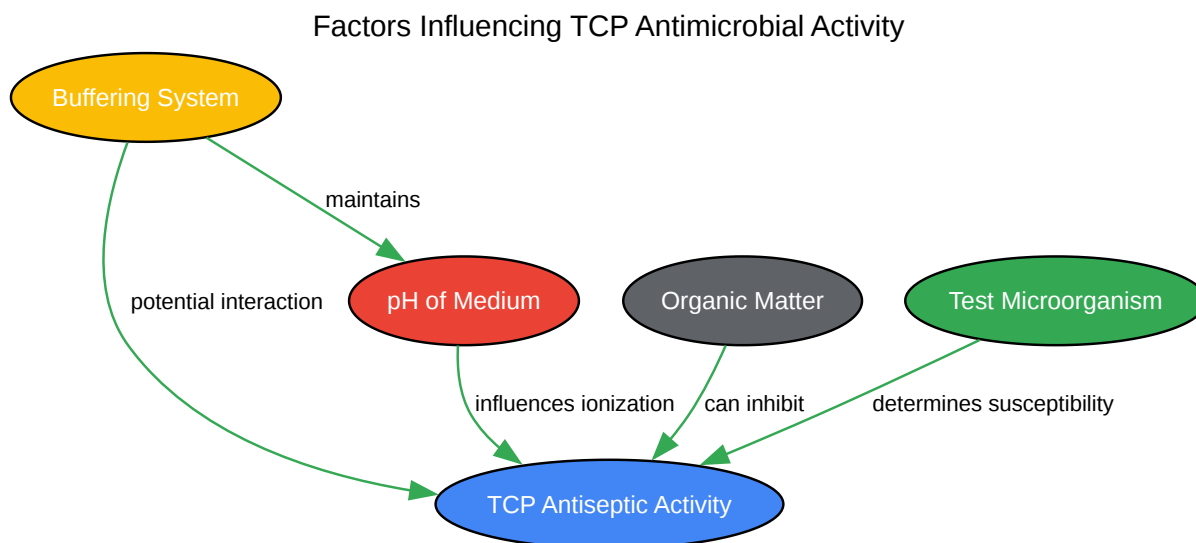 Factors Influencing TCP Antimicrobial Activity
Buffering System
maintains
potential interaction
pH of Medium
Organic Matter
Test Microorganism
influences ionization
can inhibit
determines susceptibility
TCP Antiseptic Activity